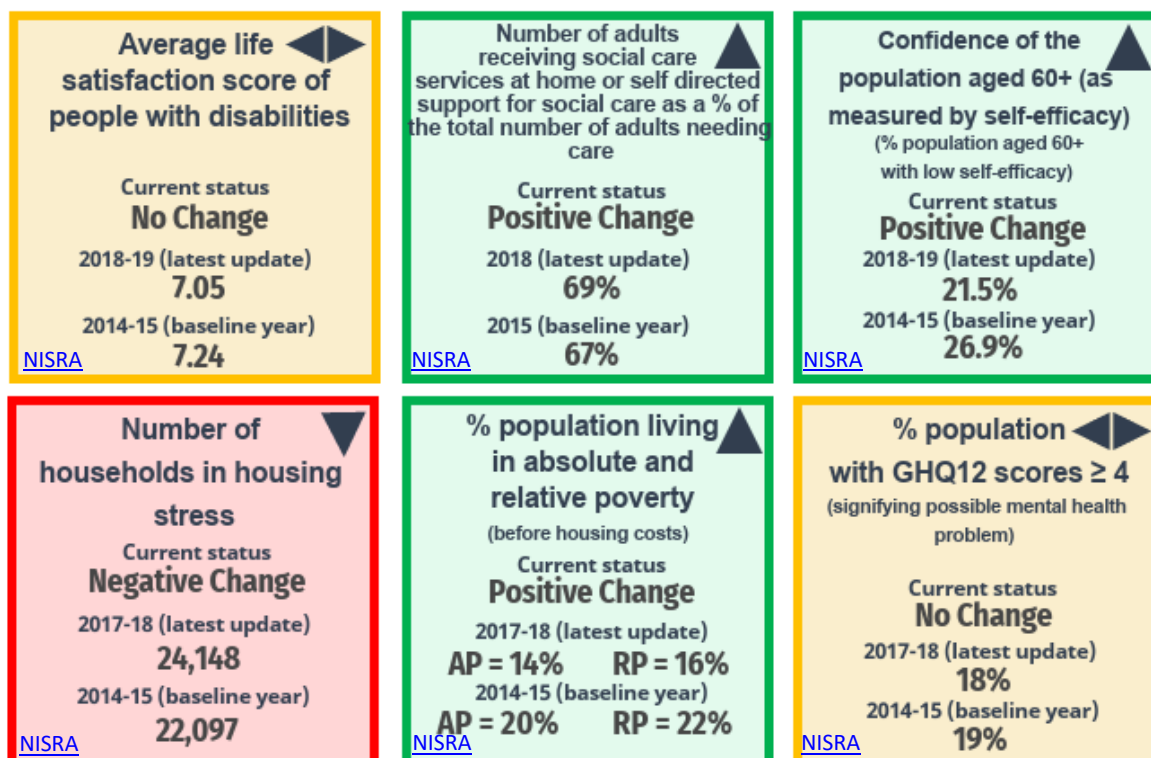 Average life
satisfaction score of
people with disabilities
Current status
No Change
2018-19 (latest update)
7.05
2014-15 (baseline year)
7.24
NISRA
Number of adults
receiving social care
services at home or self directed
support for social care as a % of
the total number of adults needing
care
Current status
Positive Change
2018 (latest update)
69%
2015 (baseline year)
67%
NISRA
Confidence of the
population aged 60+ (as
measured by self-efficacy)
(% population aged 60+
with low self-efficacy)
Current status
Positive Change
2018-19 (latest update)
21.5%
2014-15 (baseline year)
26.9%
NISRA
Number of
households in housing
stress
Current status
Negative Change
2017-18 (latest update)
24,148
2014-15 (baseline year)
22,097
NISRA
% population living
in absolute and
relative poverty
(before housing costs)
Current status
Positive Change
2017-18 (latest update)
AP = 14% RP = 16%
2014-15 (baseline year)
AP = 20% RP = 22%
NISRA
% population
with GHQ12 scores ≥ 4
(signifying possible mental health
problem)
Current status
No Change
2017-18 (latest update)
18%
2014-15 (baseline year)
19%
NISRA